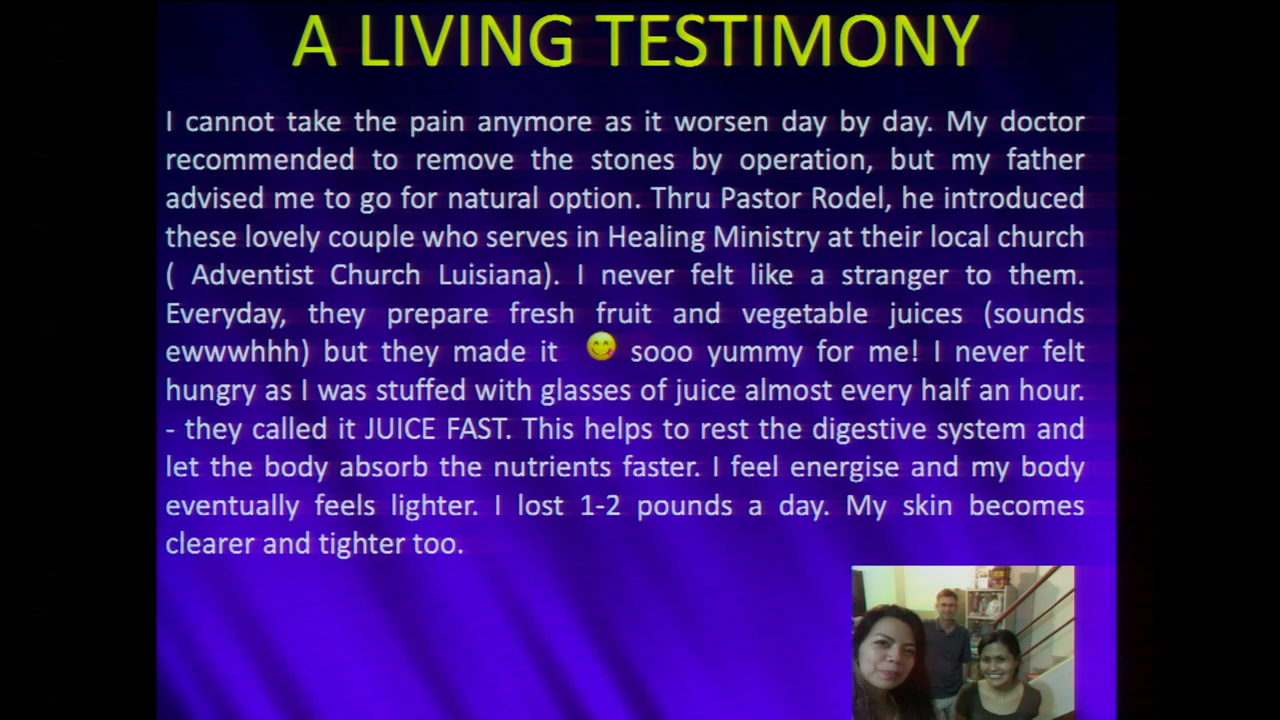 A LIVING TESTIMONY
I cannot take the pain anymore as it worsen day by day. My doctor
recommended to remove the stones by operation, but my father
advised me to go for natural option. Thru Pastor Rodel, he introduced
these lovely couple who serves in Healing Ministry at their local church
( Adventist Church Luisiana). I never felt like a stranger to them.
Everyday, they prepare fresh fruit and vegetable juices (sounds
ewwwhhh) but they made it 😋 sooo yummy for me! I never felt
hungry as I was stuffed with glasses of juice almost every half an hour.
- they called it JUICE FAST. This helps to rest the digestive system and
let the body absorb the nutrients faster. I feel energise and my body
eventually feels lighter. I lost 1-2 pounds a day. My skin becomes
clearer and tighter too.